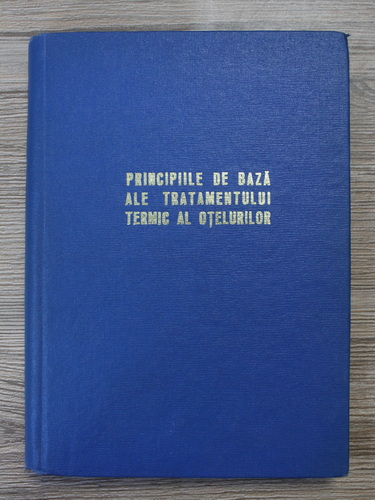 PRINCIPIILE DE BAZĂ
ALE TRATAMENTULUI
TERMIC AL OȚELURILOR